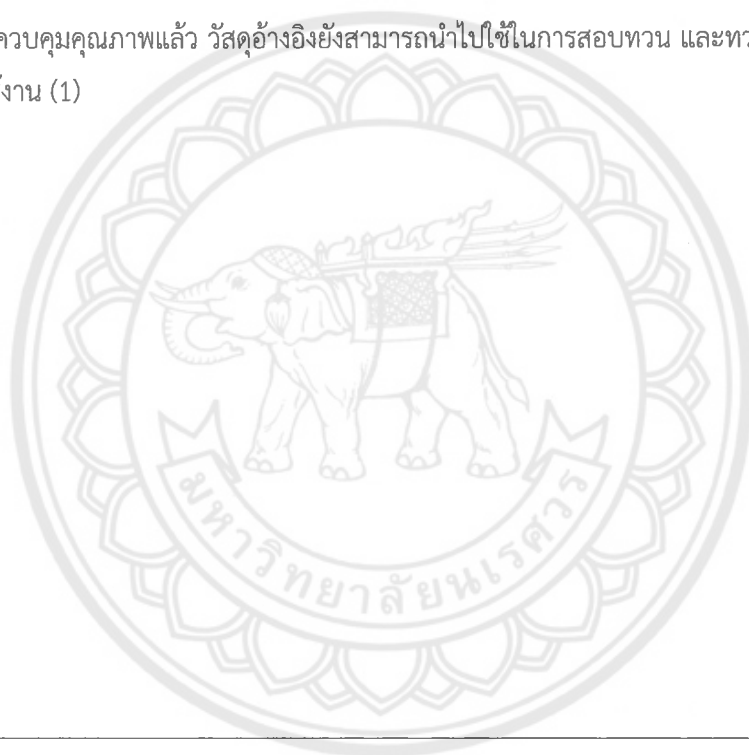 ควบคุมคุณภาพแล้ว วัสดุอ้างอิงยังสามารถนำไปใช้ในการสอบทวน และทว
งาน (1)
มหาวิทยาลัยนเรศวร